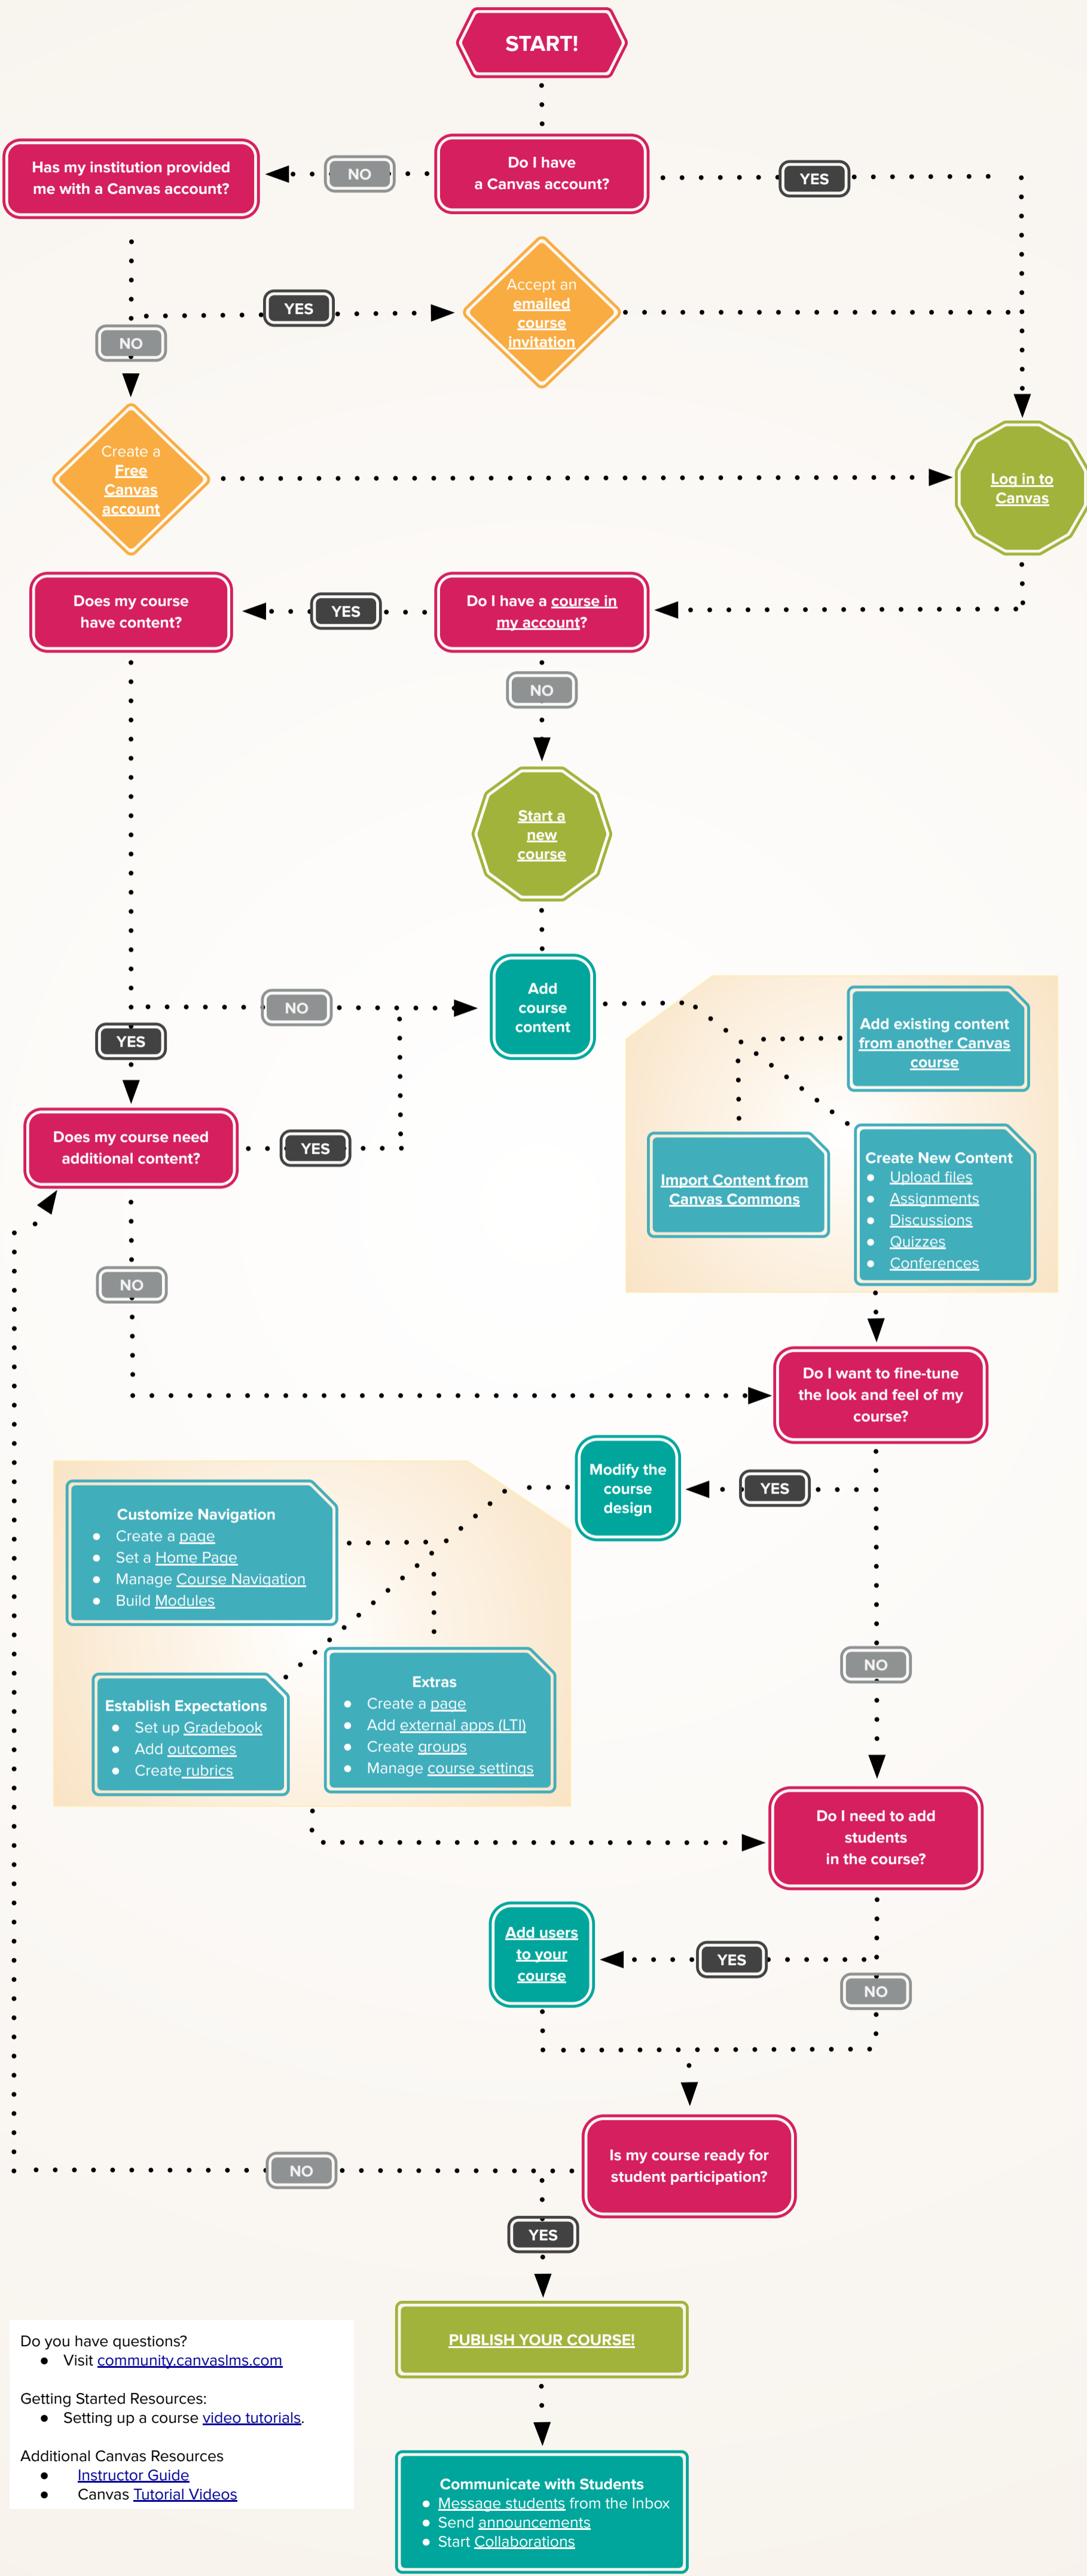 START!
Do I have
a Canvas account?
NO
YES
Has my institution provided
me with a Canvas account?
YES
NO
Accept an
emailed
course
invitation
Create a
Free
Canvas
account
Log in to
Canvas
Do I have a course in
my account?
YES
NO
Does my course
have content?
Start a
new
course
Add
course
content
NO
YES
Add existing content
from another Canvas
course
Import Content from
Canvas Commons
Create New Content
● Upload files
● Assignments
● Discussions
● Quizzes
● Conferences
Does my course need
additional content?
YES
NO
Do I want to fine-tune
the look and feel of my
course?
YES
NO
Modify the
course
design
Customize Navigation
● Create a page
● Set a Home Page
● Manage Course Navigation
● Build Modules
Establish Expectations
● Set up Gradebook
● Add outcomes
● Create rubrics
Extras
● Create a page
● Add external apps (LTI)
● Create groups
● Manage course settings
Do I need to add
students
in the course?
YES
NO
Add users
to your
course
Is my course ready for
student participation?
NO
YES
PUBLISH YOUR COURSE!
Communicate with Students
● Message students from the Inbox
● Send announcements
● Start Collaborations
Do you have questions?
● Visit community.canvaslms.com
Getting Started Resources:
● Setting up a course video tutorials.
Additional Canvas Resources
● Instructor Guide
● Canvas Tutorial Videos